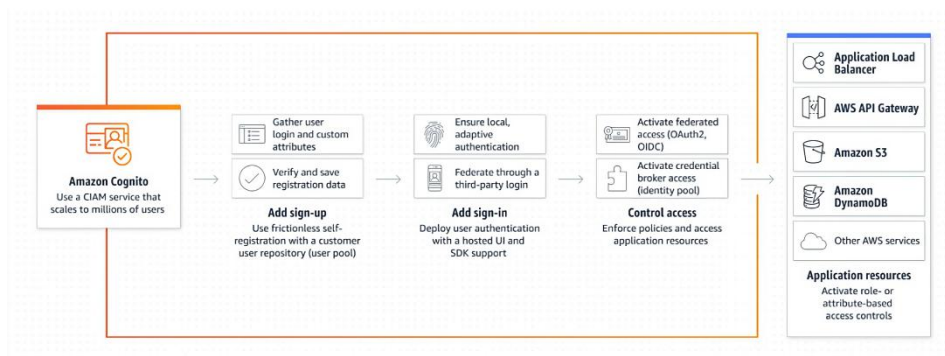 Amazon Cognito
Use a CIAM service that
scales to millions of users
Gather user
login and custom
attributes
Verify and save
registration data
Add sign-up
Use frictionless self-
registration with a customer
user repository (user pool)
Ensure local,
adaptive
authentication
Federate through a
third-party login
Add sign-in
Deploy user authentication
with a hosted UI and
SDK support
Activate federated
access (OAuth2,
OIDC)
Activate credential
broker access
(identity pool)
Control access
Enforce policies and access
application resources
Application Load
Balancer
AWS API Gateway
Amazon S3
Amazon
DynamoDB
Other AWS services
Application resources
Activate role- or
attribute-based
access controls